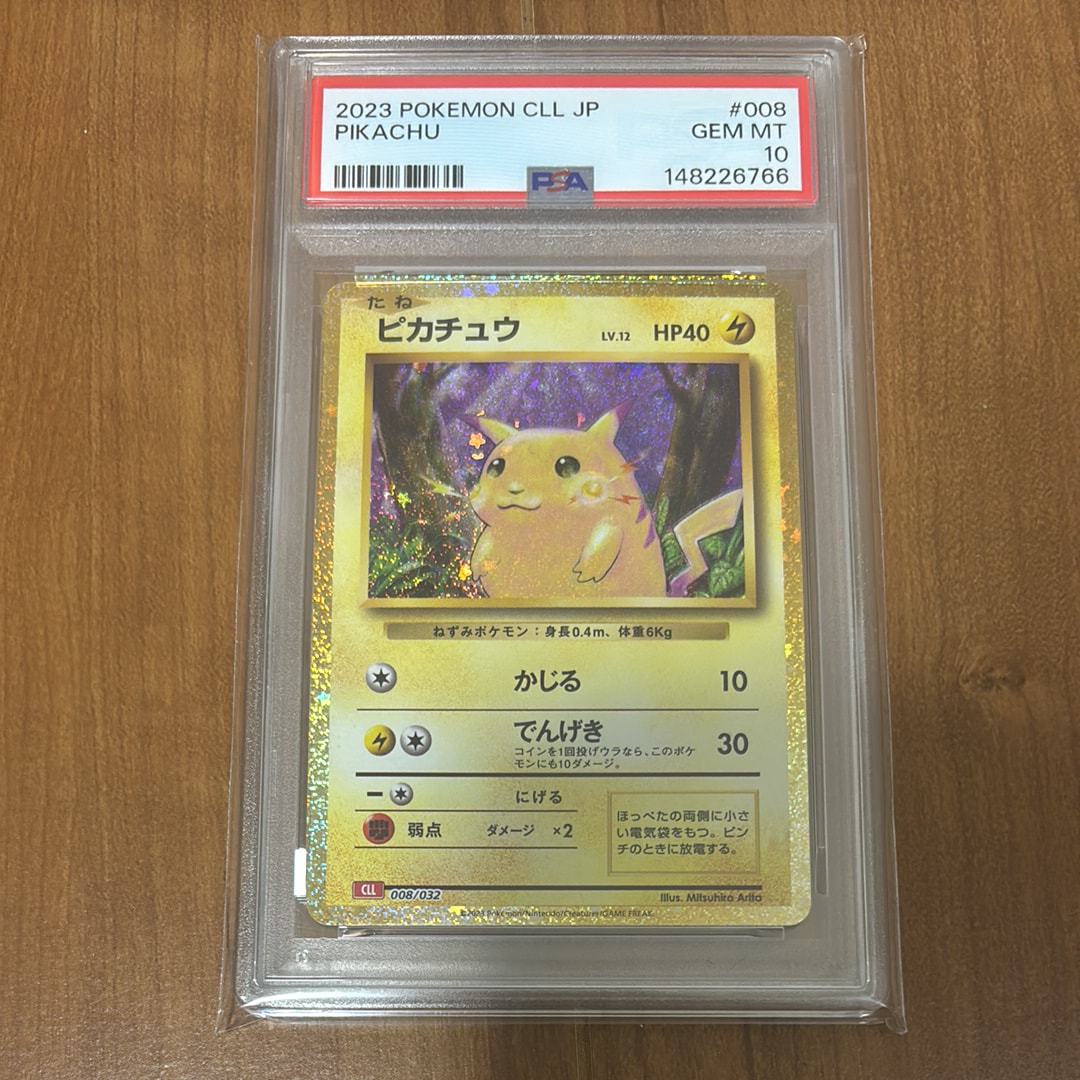 2023 POKEMON CLL JP #008
PIKACHU GEM MT
10
PSA 148226766
たね
ピカチュウ LV.12 HP40
ねずみポケモン：身長0.4m、体重6Kg
かじる 10
でんげき 30
コインを1回投げウラなら、このポケ
モンにも10ダメージ。
にげる
弱点 ダメージ ×2
ほっぺたの両側に小さ
い電気袋をもつ。ピン
チのときに放電する。
CLL 008/032 Illus. Mitsuhiro Arita
©2023 Pokémon/Nintendo/Creatures/GAME FREAK